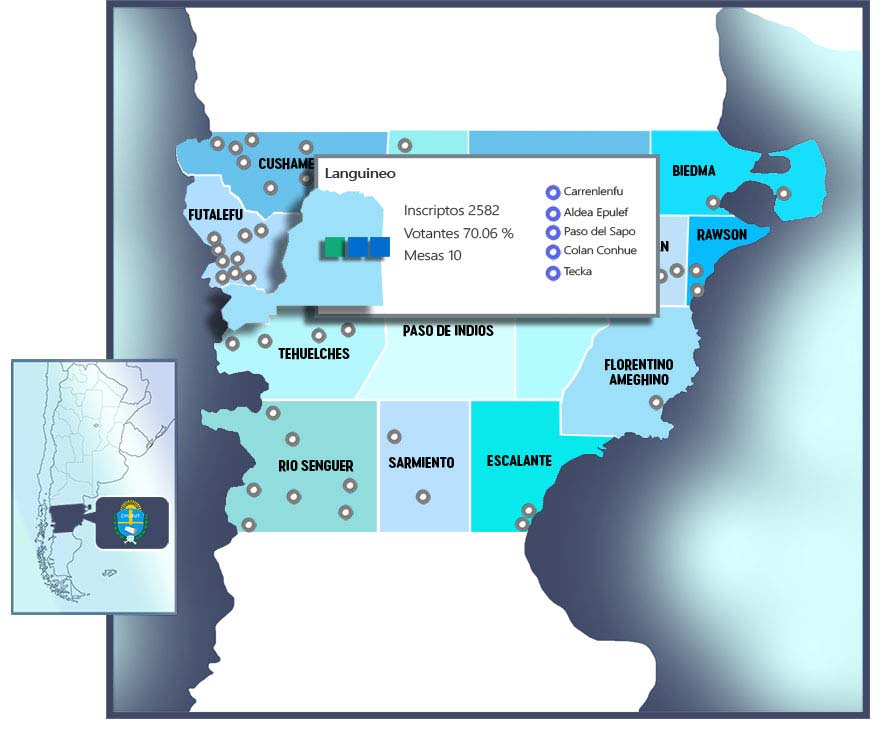 CUSHAME
BIEDMA
Languineo
FUTALEFU
Inscriptos 2582
Votantes 70.06 %
Mesas 10
Carrenlenfu
Aldea Epulef
Paso del Sapo
Colan Conhue
Tecka
N
RAWSON
PASO DE INDIOS
TEHUELCHES
FLORENTINO
AMEGHINO
RIO SENGUER
SARMIENTO
ESCALANTE